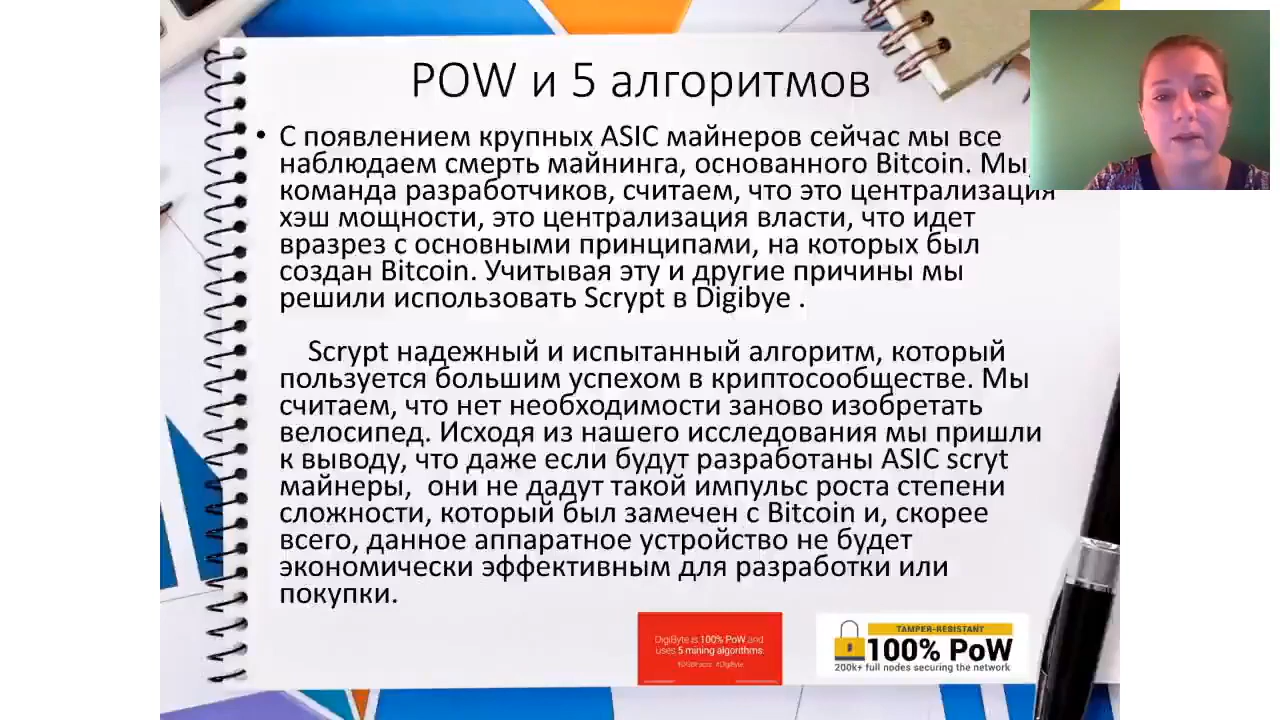 POW и 5 алгоритмов
• С появлением крупных ASIC майнеров сейчас мы все
наблюдаем смерть майнинга, основанного Bitcoin. Мы,
команда разработчиков, считаем, что это централизация
хэш мощности, это централизация власти, что идет
вразрез с основными принципами, на которых был
создан Bitcoin. Учитывая эту и другие причины мы
решили использовать Scrypt в Digibye .
Scrypt надежный и испытанный алгоритм, который
пользуется большим успехом в криптосообществе. Мы
считаем, что нет необходимости заново изобретать
велосипед. Исходя из нашего исследования мы пришли
к выводу, что даже если будут разработаны ASIC scryt
майнеры,  они не дадут такой импульс роста степени
сложности, который был замечен с Bitcoin и, скорее
всего, данное аппаратное устройство не будет
экономически эффективным для разработки или
покупки.
DigiByte is 100% PoW and
uses 5 mining algorithms.
#DGBFacts #DigiByte
TAMPER-RESISTANT
100% PoW
200k+ full nodes securing the network